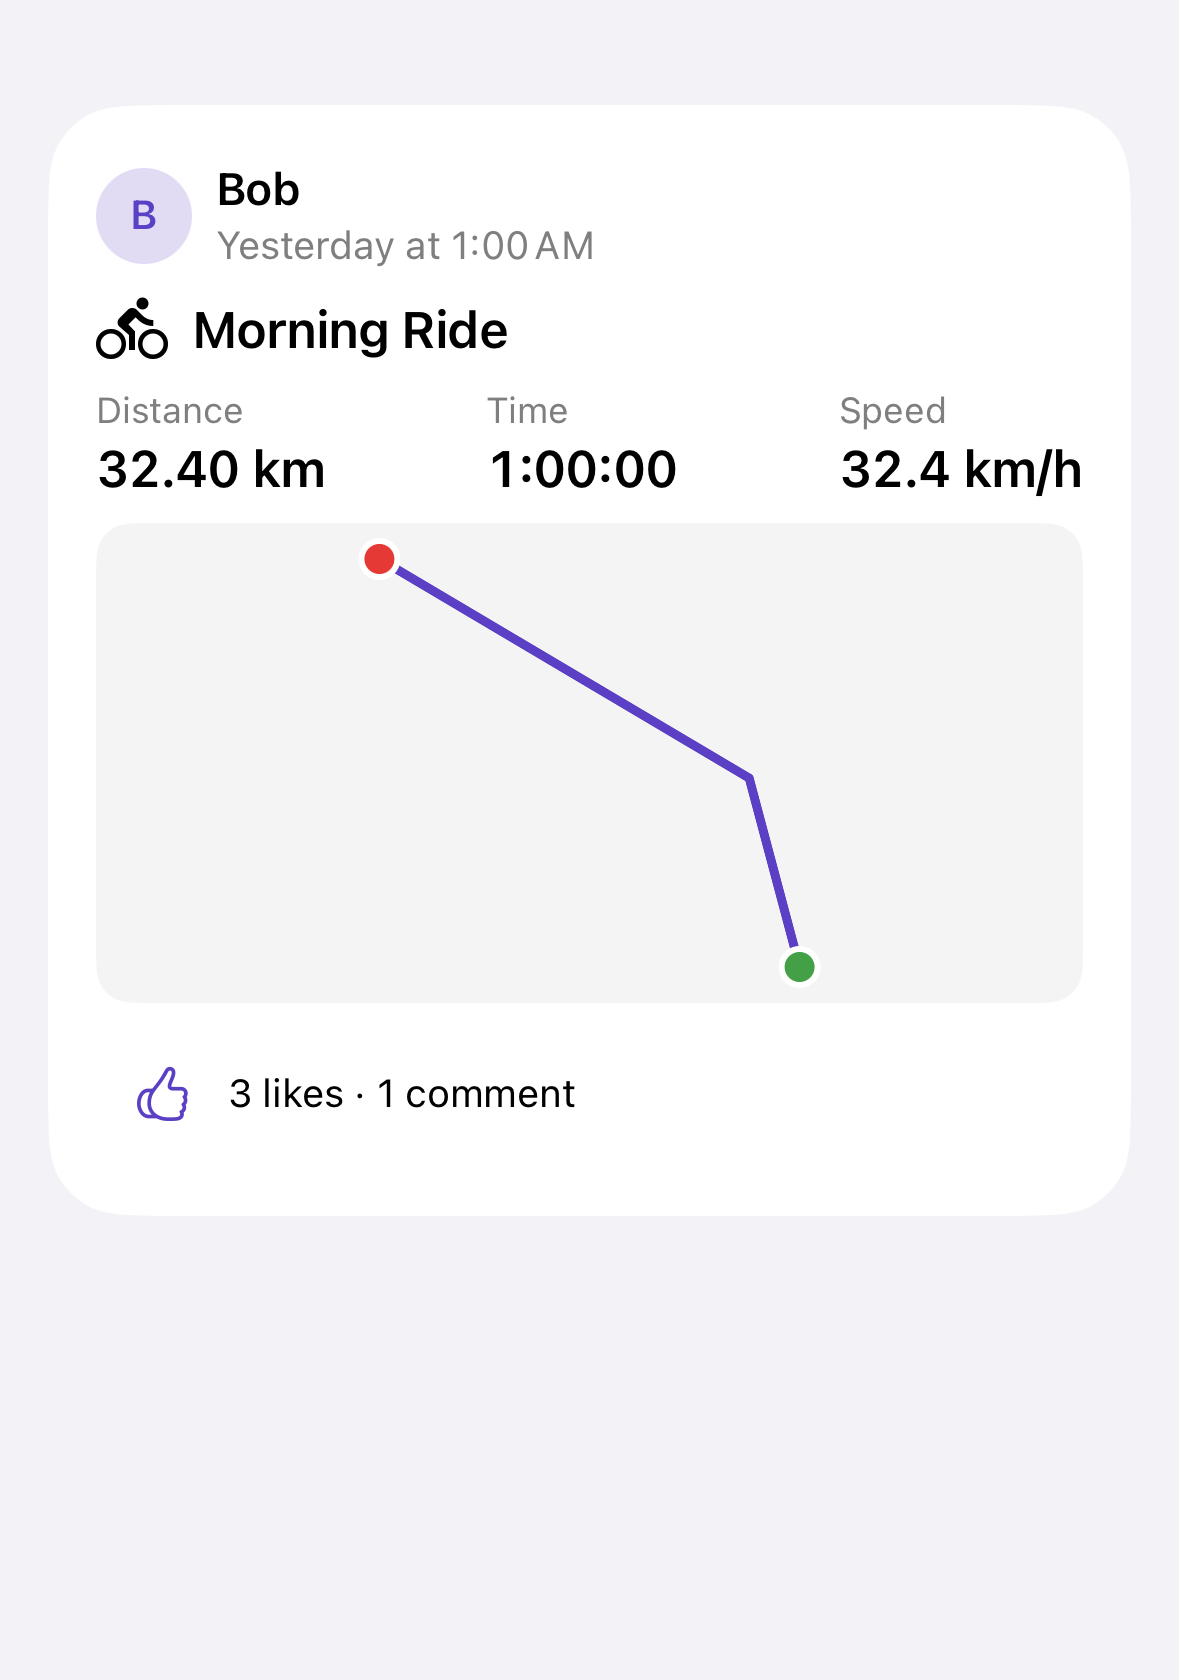 B
Bob
Yesterday at 1:00 AM
Morning Ride
Distance Time Speed
32.40 km 1:00:00 32.4 km/h
3 likes · 1 comment